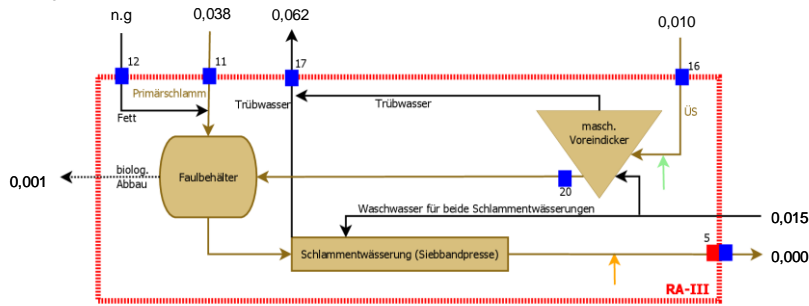 n.g
0,038
0,062
0,010
12
11
17
16
Primärschlamm
Trübwasser
Trübwasser
Fett
masch.
Voreindicker
ÜS
biolog.
Abbau
0,001
Faulbehälter
20
Waschwasser für beide Schlammentwässerungen
0,015
Schlammentwässerung (Siebbandpresse)
5
0,000
RA-III